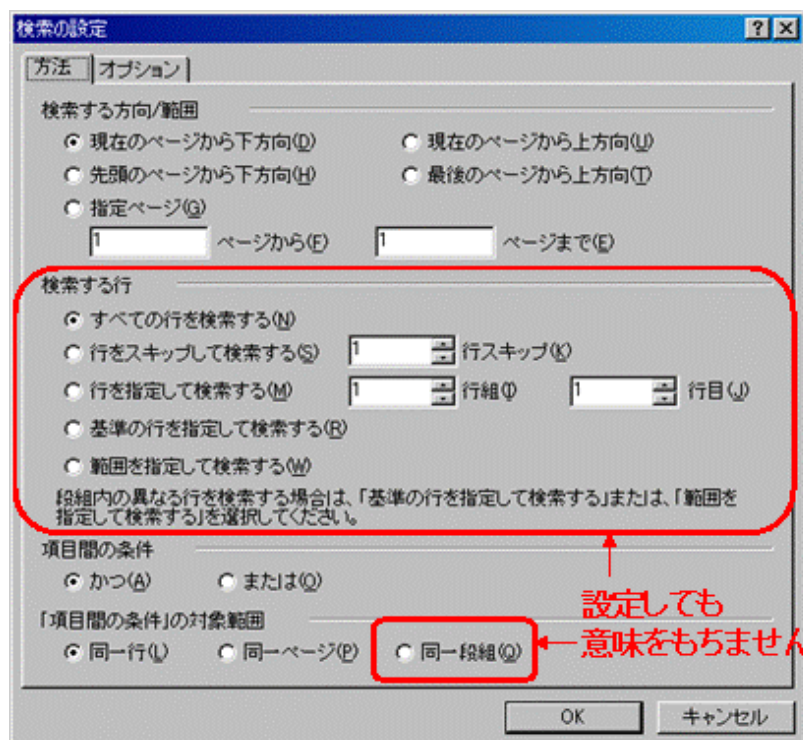 検索の設定
方法 オプション
検索する方向/範囲
現在のページから下方向(D) 現在のページから上方向(U)
先頭のページから下方向(H) 最後のページから上方向(T)
指定ページ(G)
1 ページから(F) 1 ページまで(E)
検索する行
すべての行を検索する(N)
行をスキップして検索する(S) 1 行スキップ(K)
行を指定して検索する(M) 1 行組(I) 1 行目(J)
基準の行を指定して検索する(R)
範囲を指定して検索する(W)
段組内の異なる行を検索する場合は、「基準の行を指定して検索する」または、「範囲を
指定して検索する」を選択してください。
項目間の条件
かつ(A) または(O)
設定しても
意味をもちません
「項目間の条件」の対象範囲
同一行(L) 同一ページ(P) 同一段組(Q)
OK キャンセル